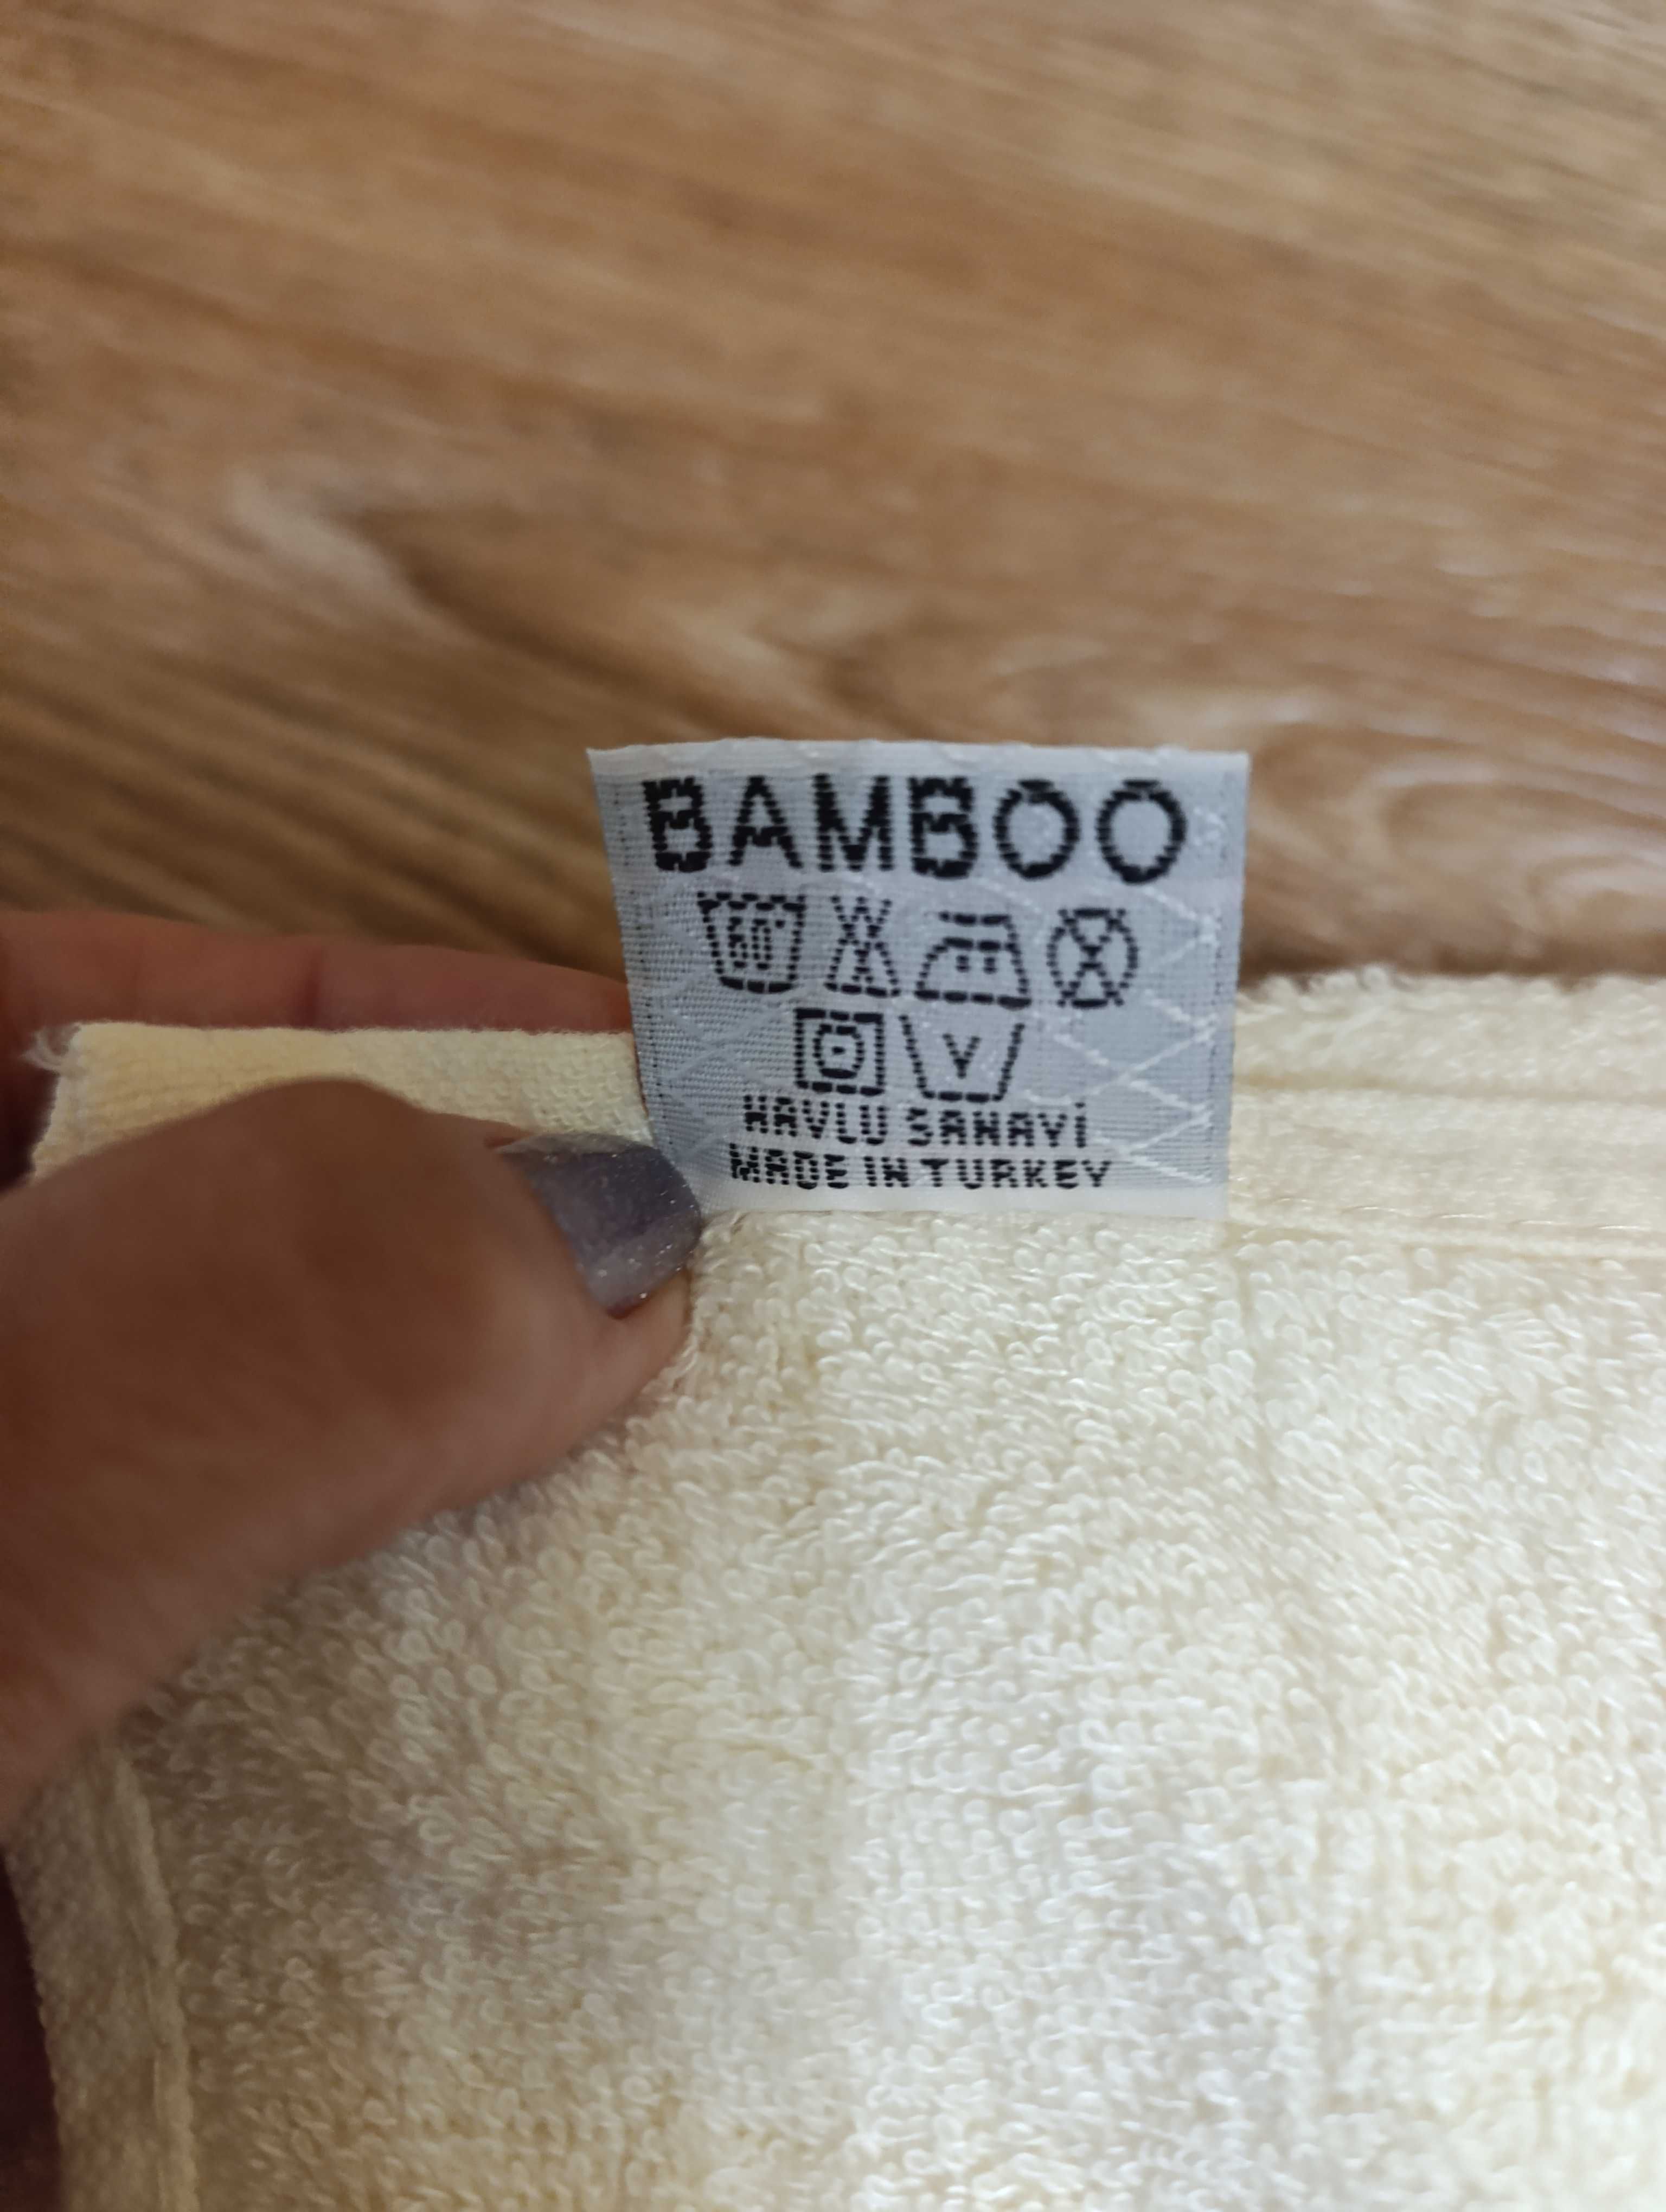 BAMBOO
60°
Y
HAVLU SANAYİ
MADE IN TURKEY